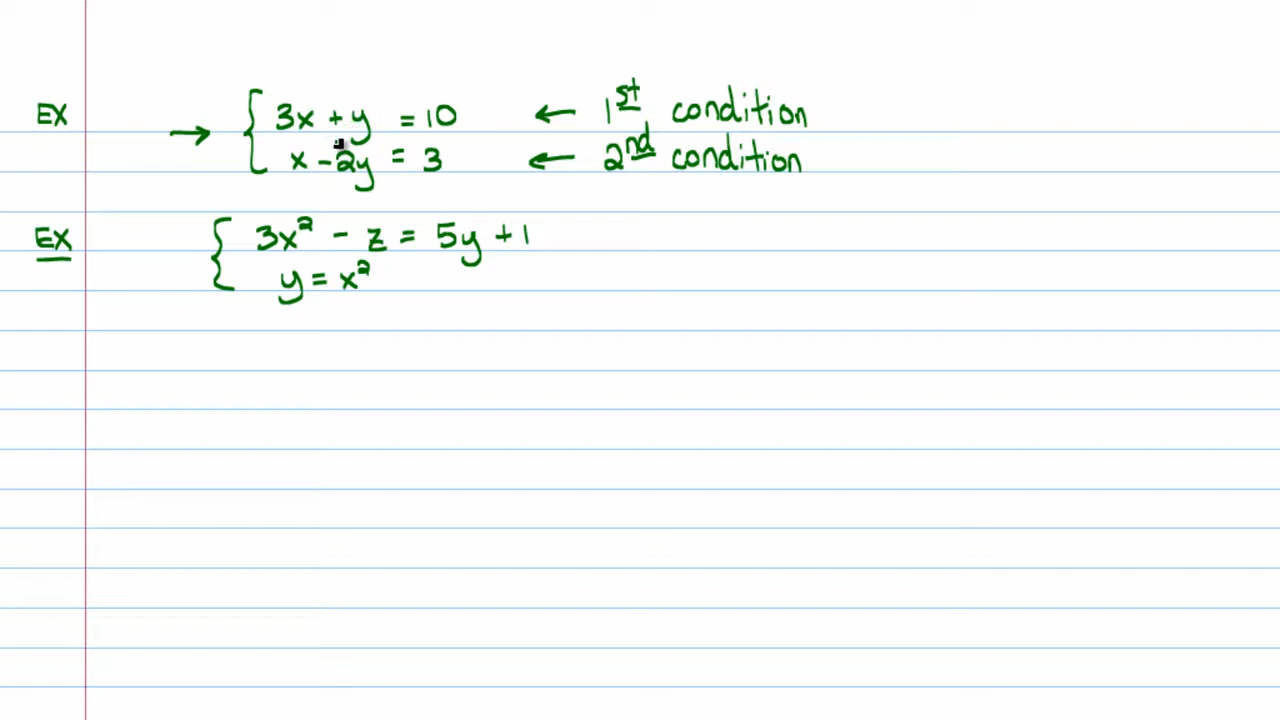 EX → { 3x + y = 10 ← 1st condition
x - 2y = 3 ← 2nd condition
EX { 3x² - z = 5y + 1
y = x²